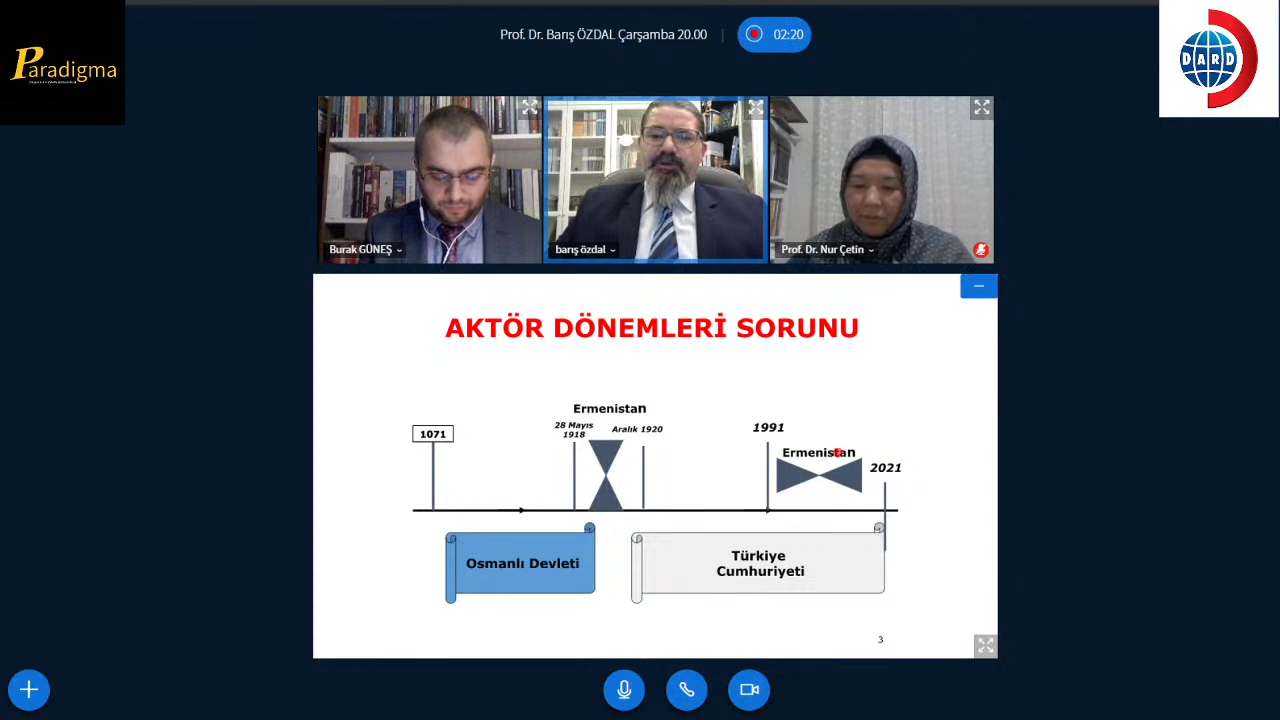 Paradigma
Prof. Dr. Barış ÖZDAL Çarşamba 20.00
02:20
DARD
Burak GÜNEŞ
barış özdal
Prof. Dr. Nur Çetin
AKTÖR DÖNEMLERİ SORUNU
Ermenistan
1071
28 Mayıs
1918
Aralık 1920
1991
Ermenistan
2021
Osmanlı Devleti
Türkiye
Cumhuriyeti
3